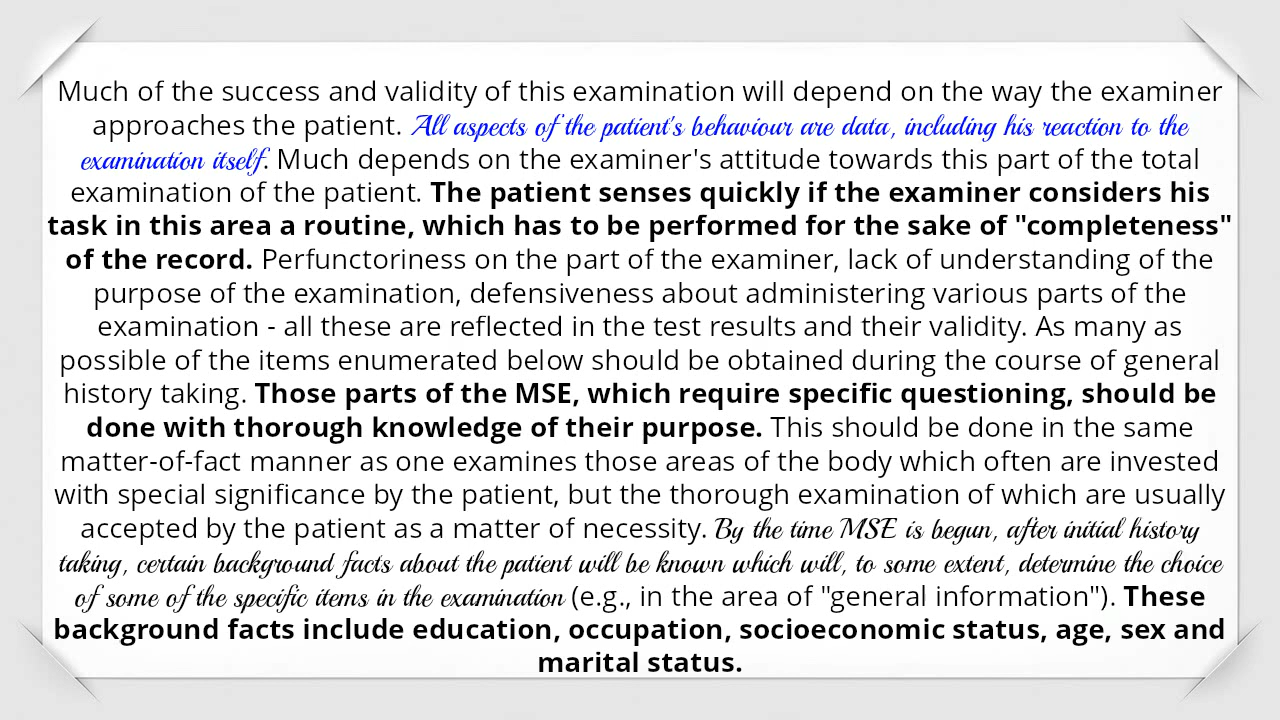 Much of the success and validity of this examination will depend on the way the examiner
approaches the patient. All aspects of the patient's behaviour are data, including his reaction to the
examination itself. Much depends on the examiner's attitude towards this part of the total
examination of the patient. The patient senses quickly if the examiner considers his
task in this area a routine, which has to be performed for the sake of "completeness"
of the record. Perfunctoriness on the part of the examiner, lack of understanding of the
purpose of the examination, defensiveness about administering various parts of the
examination - all these are reflected in the test results and their validity. As many as
possible of the items enumerated below should be obtained during the course of general
history taking. Those parts of the MSE, which require specific questioning, should be
done with thorough knowledge of their purpose. This should be done in the same
matter-of-fact manner as one examines those areas of the body which often are invested
with special significance by the patient, but the thorough examination of which are usually
accepted by the patient as a matter of necessity. By the time MSE is begun, after initial history
taking, certain background facts about the patient will be known which will, to some extent, determine the choice
of some of the specific items in the examination (e.g., in the area of "general information"). These
background facts include education, occupation, socioeconomic status, age, sex and
marital status.